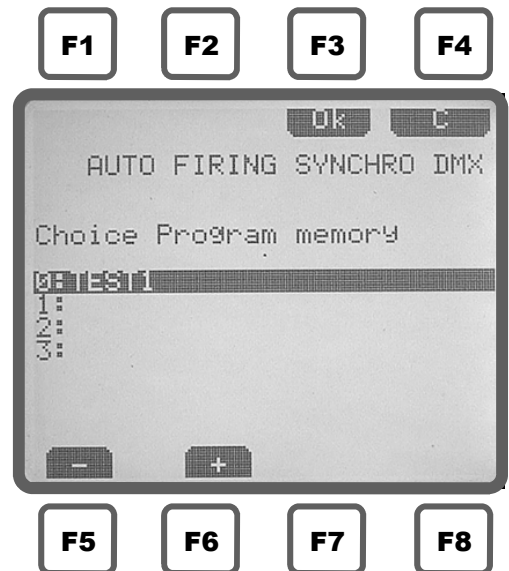 F1 F2 F3 F4
Ok C
AUTO FIRING SYNCHRO DMX
Choice Program memory
0:TEST1
1:
2:
3:
- +
F5 F6 F7 F8